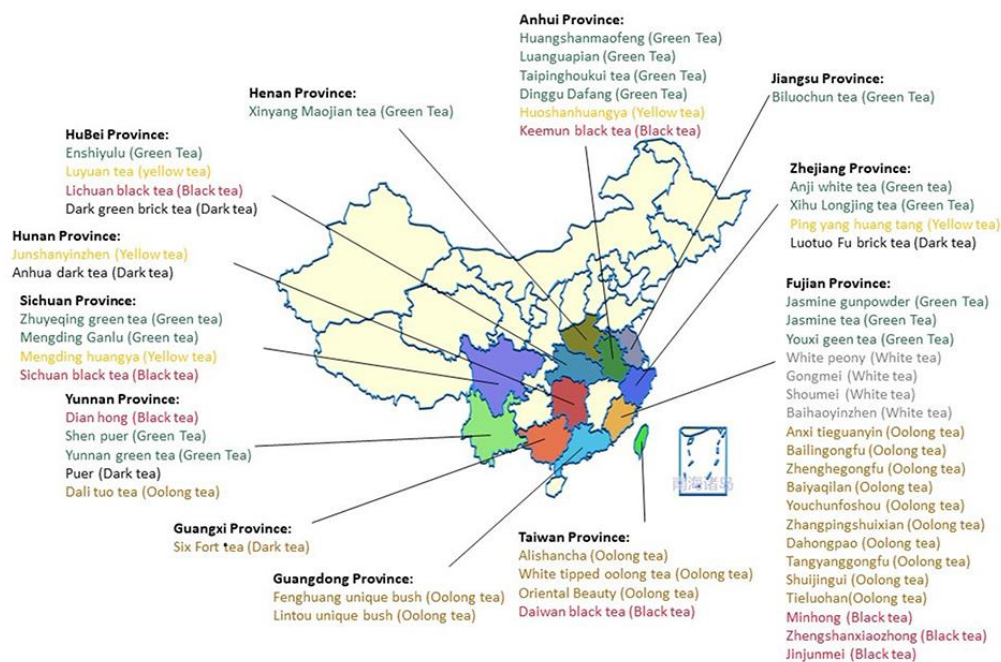 Anhui Province:
Huangshanmaofeng (Green Tea)
Luanguapian (Green Tea)
Taipinghoukui tea (Green Tea)
Dinggu Dafang (Green Tea)
Huoshanhuangya (Yellow tea)
Keemun black tea (Black tea)
Jiangsu Province:
Biluochun tea (Green Tea)
Henan Province:
Xinyang Maojian tea (Green Tea)
HuBei Province:
Enshiyulu (Green Tea)
Luyuan tea (yellow tea)
Lichuan black tea (Black tea)
Dark green brick tea (Dark tea)
Zhejiang Province:
Anji white tea (Green tea)
Xihu Longjing tea (Green tea)
Ping yang huang tang (Yellow tea)
Luotuo Fu brick tea (Dark tea)
Hunan Province:
Junshanyinzhen (Yellow tea)
Anhua dark tea (Dark tea)
Sichuan Province:
Zhuyeqing green tea (Green tea)
Mengding Ganlu (Green tea)
Mengding huangya (Yellow tea)
Sichuan black tea (Black tea)
Yunnan Province:
Dian hong (Black tea)
Shen puer (Green Tea)
Yunnan green tea (Green Tea)
Puer (Dark tea)
Dali tuo tea (Oolong tea)
Fujian Province:
Jasmine gunpowder (Green Tea)
Jasmine tea (Green Tea)
Youxi geen tea (Green Tea)
White peony (White tea)
Gongmei (White tea)
Shoumei (White tea)
Baihaoyinzhen (White tea)
Anxi tieguanyin (Oolong tea)
Bailingongfu (Oolong tea)
Zhenghegongfu (Oolong tea)
Baiyaqilan (Oolong tea)
Youchunfoshou (Oolong tea)
Zhangpingshuixian (Oolong tea)
Dahongpao (Oolong tea)
Tangyanggongfu (Oolong tea)
Shuijingui (Oolong tea)
Tieluohan(Oolong tea)
Minhong (Black tea)
Zhengshanxiaozhong (Black tea)
Jinjunmei (Black tea)
南海诸岛
Guangxi Province:
Six Fort tea (Dark tea)
Guangdong Province:
Fenghuang unique bush (Oolong tea)
Lintou unique bush (Oolong tea)
Taiwan Province:
Alishancha (Oolong tea)
White tipped oolong tea (Oolong tea)
Oriental Beauty (Oolong tea)
Daiwan black tea (Black tea)